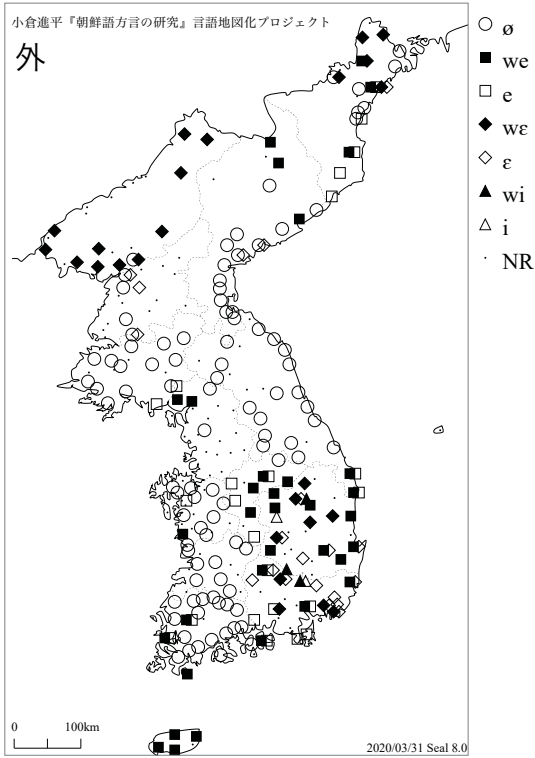 小倉進平『朝鮮語方言の研究』言語地図化プロジェクト
外
ø
we
e
wɛ
ɛ
wi
i
NR
0 100km
2020/03/31 Seal 8.0